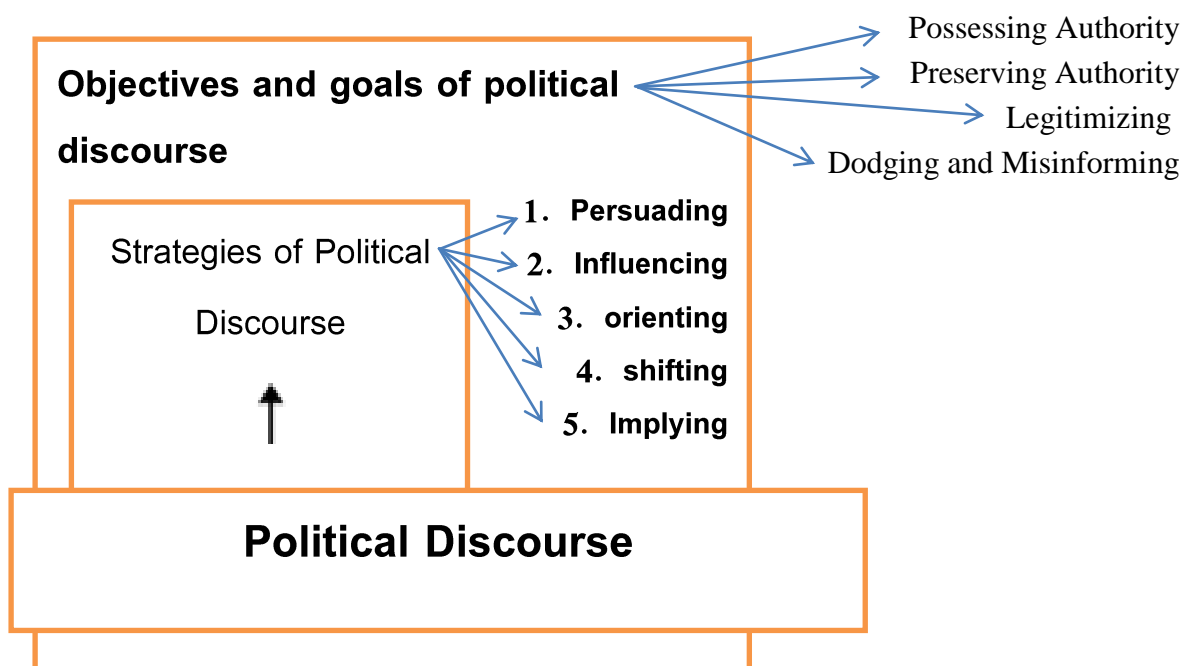 Possessing Authority
Objectives and goals of political
Preserving Authority
Legitimizing
discourse
Dodging and Misinforming
Strategies of Political
Discourse
1. Persuading
2. Influencing
3. orienting
4. shifting
5. Implying
Political Discourse